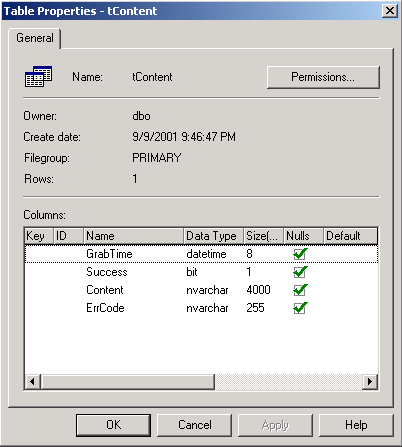 Table Properties - tContent
General
Name: tContent Permissions...
Owner: dbo
Create date: 9/9/2001 9:46:47 PM
Filegroup: PRIMARY
Rows: 1
Columns:
Key ID Name Data Type Size(... Nulls Default
GrabTime datetime 8
Success bit 1
Content nvarchar 4000
ErrCode nvarchar 255
OK Cancel Apply Help